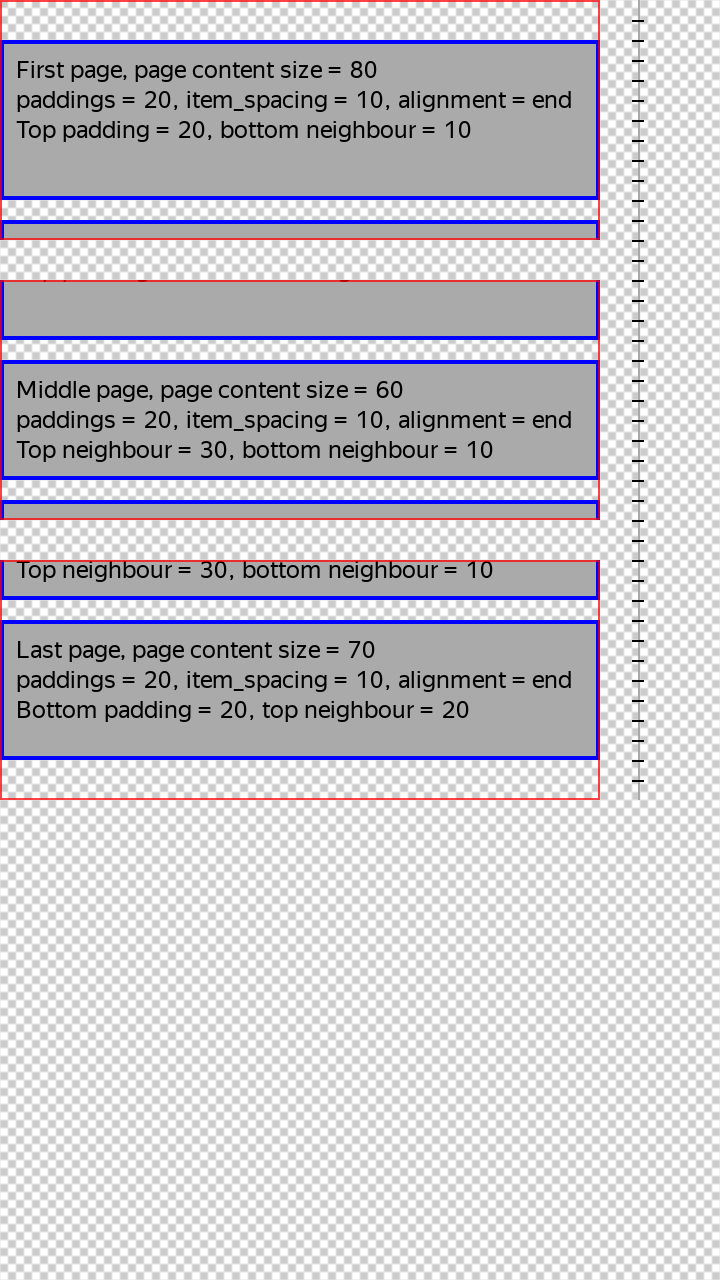 First page, page content size = 80
paddings = 20, item_spacing = 10, alignment = end
Top padding = 20, bottom neighbour = 10
Middle page, page content size = 60
paddings = 20, item_spacing = 10, alignment = end
Top neighbour = 30, bottom neighbour = 10
Top neighbour = 30, bottom neighbour = 10
Last page, page content size = 70
paddings = 20, item_spacing = 10, alignment = end
Bottom padding = 20, top neighbour = 20